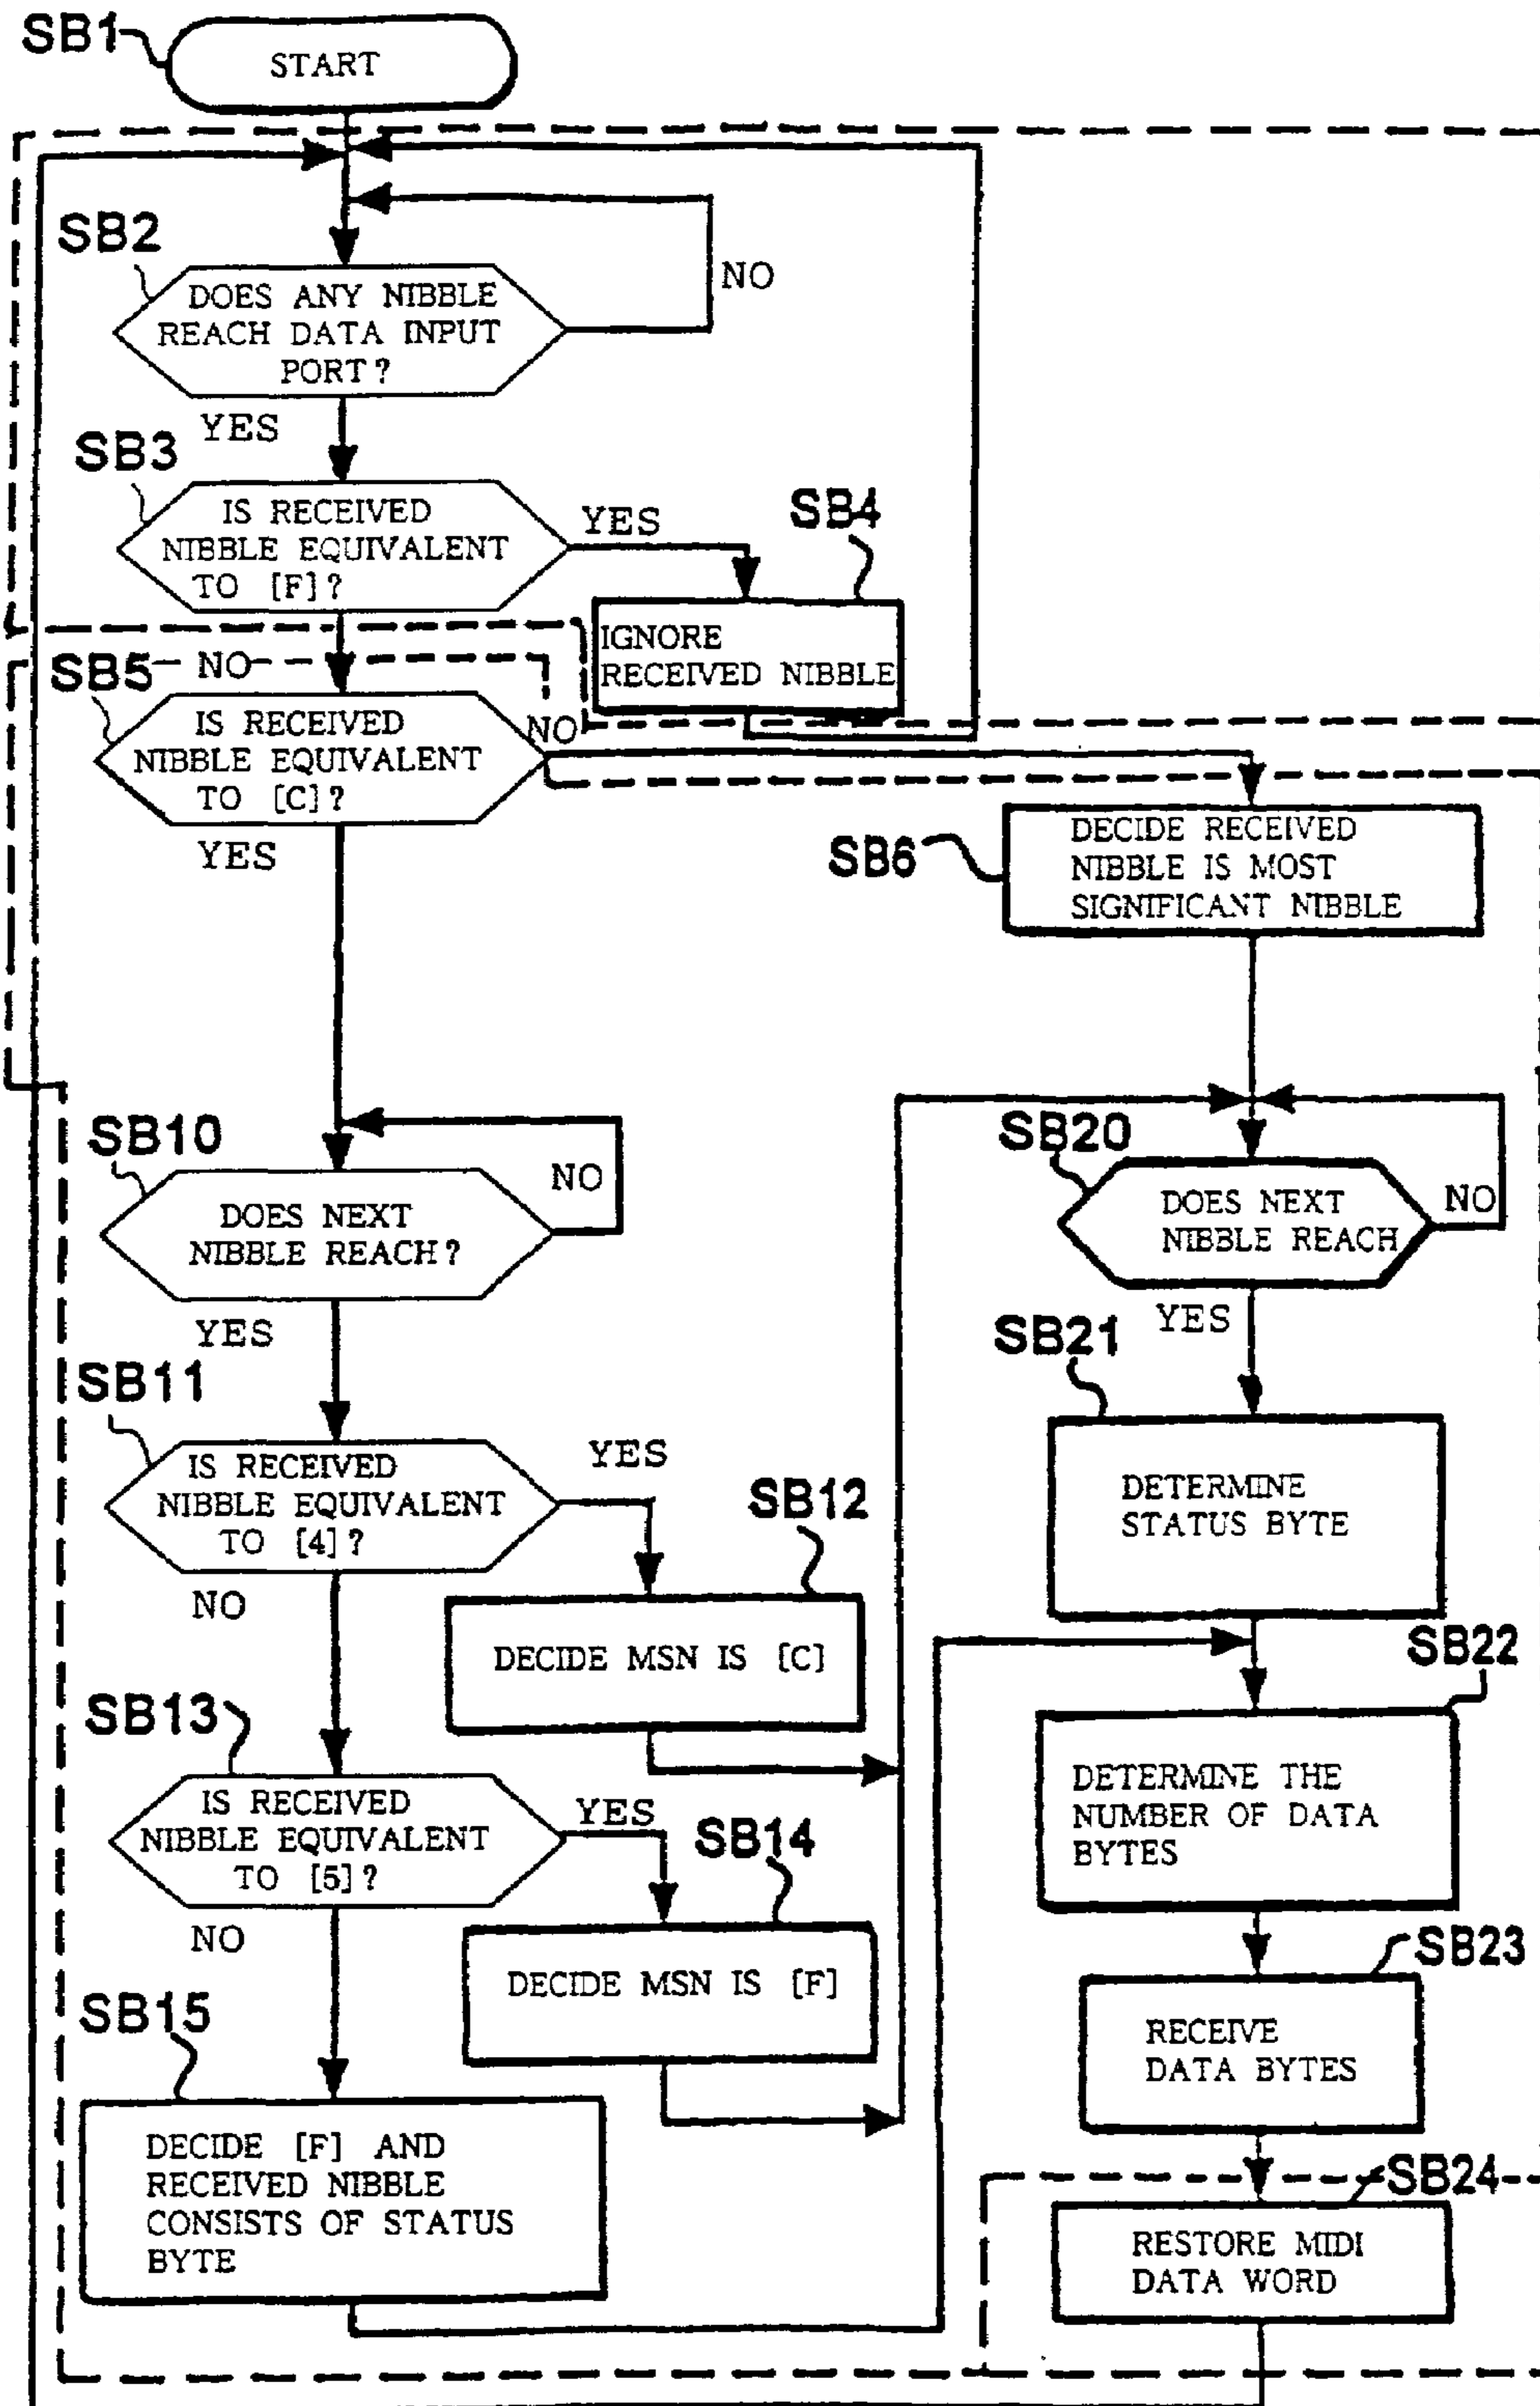 SB1
START
SB2
DOES ANY NIBBLE
REACH DATA INPUT
PORT?
NO
YES
SB3
IS RECEIVED
NIBBLE EQUIVALENT
TO [F]?
YES
SB4
IGNORE
RECEIVED NIBBLE
NO
SB5
IS RECEIVED
NIBBLE EQUIVALENT
TO [C]?
NO
YES
SB6
DECIDE RECEIVED
NIBBLE IS MOST
SIGNIFICANT NIBBLE
SB10
DOES NEXT
NIBBLE REACH?
NO
YES
SB11
IS RECEIVED
NIBBLE EQUIVALENT
TO [4]?
YES
SB12
DECIDE MSN IS [C]
NO
SB13
IS RECEIVED
NIBBLE EQUIVALENT
TO [5]?
YES
SB14
DECIDE MSN IS [F]
NO
SB15
DECIDE [F] AND
RECEIVED NIBBLE
CONSISTS OF STATUS
BYTE
SB20
DOES NEXT
NIBBLE REACH
NO
YES
SB21
DETERMINE
STATUS BYTE
SB22
DETERMINE THE
NUMBER OF DATA
BYTES
SB23
RECEIVE
DATA BYTES
SB24
RESTORE MIDI
DATA WORD